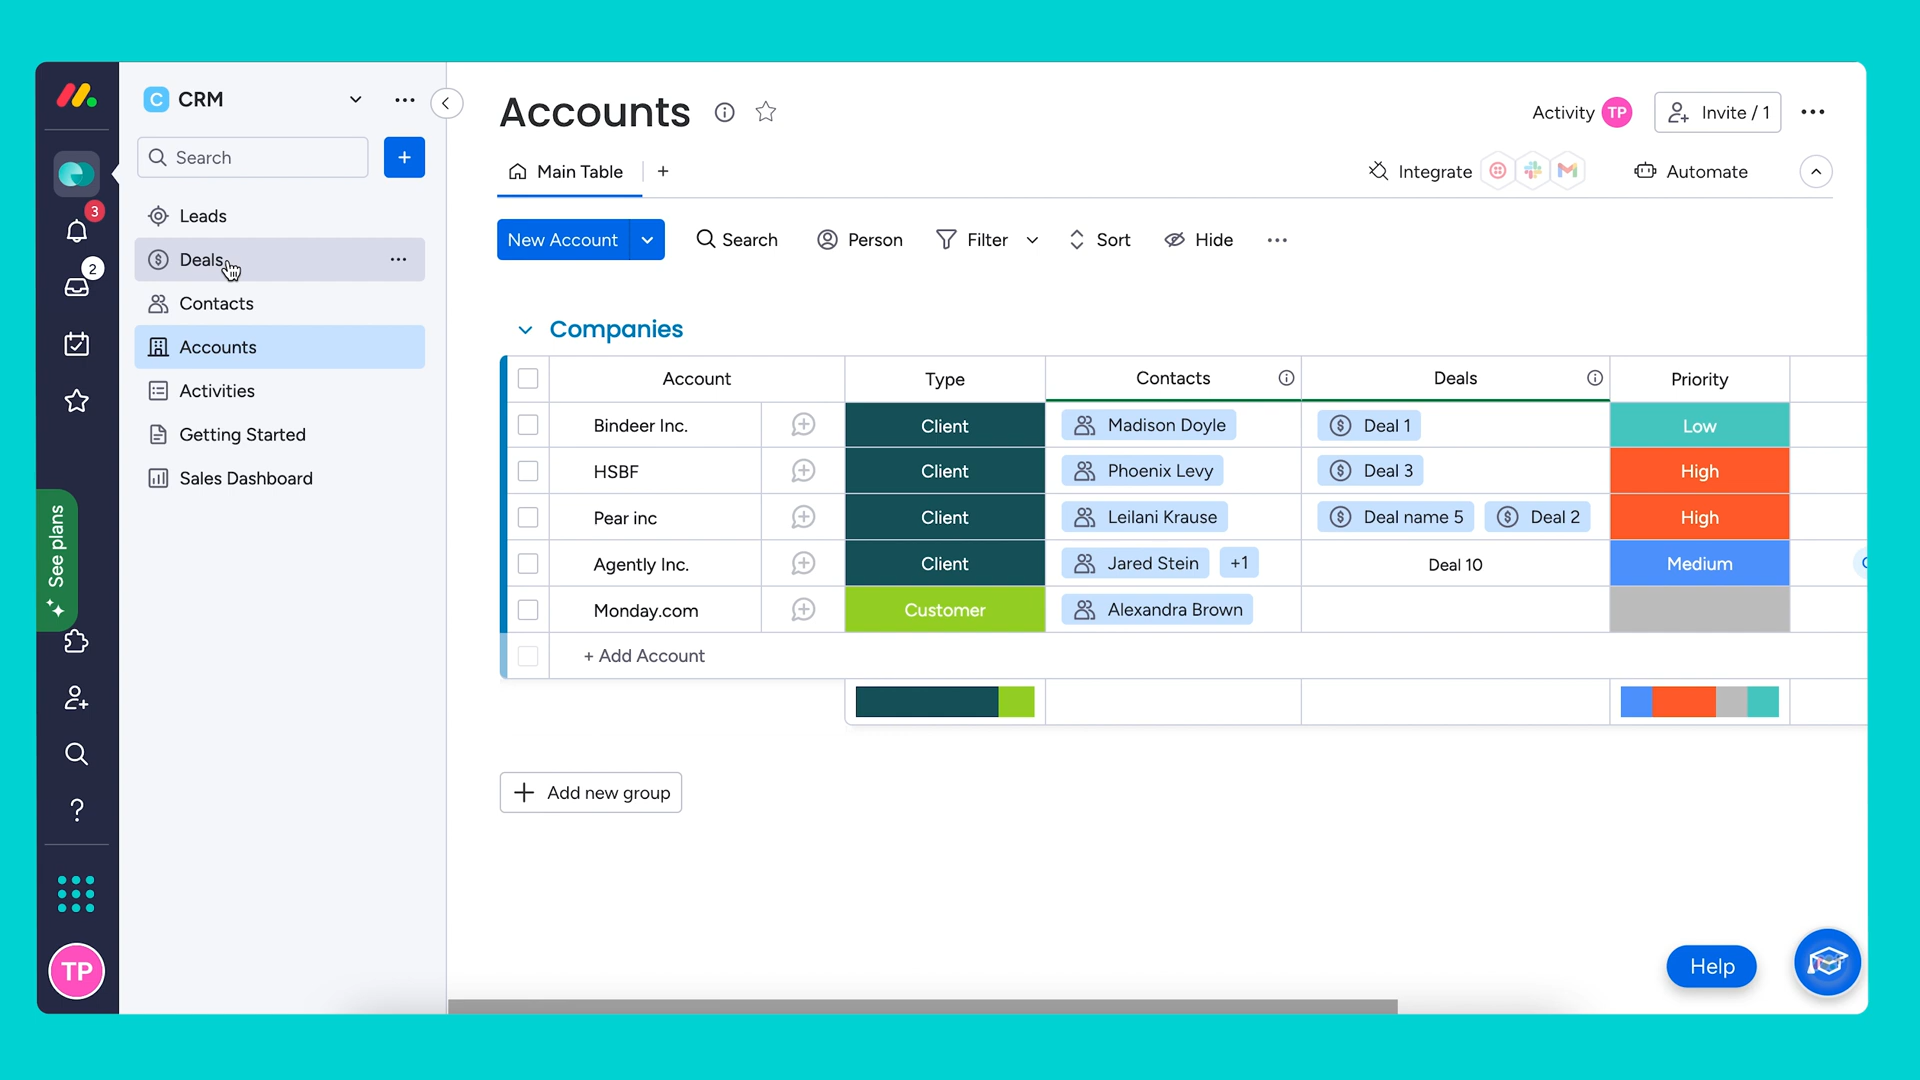 C CRM
Search
+
3
2
Leads
Deals
Contacts
Accounts
Activities
Getting Started
Sales Dashboard
See plans
?
TP
Accounts
Activity TP Invite / 1
Main Table + Integrate Automate
New Account Search Person Filter Sort Hide
Companies
Account Type Contacts Deals Priority
Bindeer Inc. Client Madison Doyle Deal 1 Low
HSBF Client Phoenix Levy Deal 3 High
Pear inc Client Leilani Krause Deal name 5 Deal 2 High
Agently Inc. Client Jared Stein +1 Deal 10 Medium
Monday.com Customer Alexandra Brown
+ Add Account
+ Add new group
Help